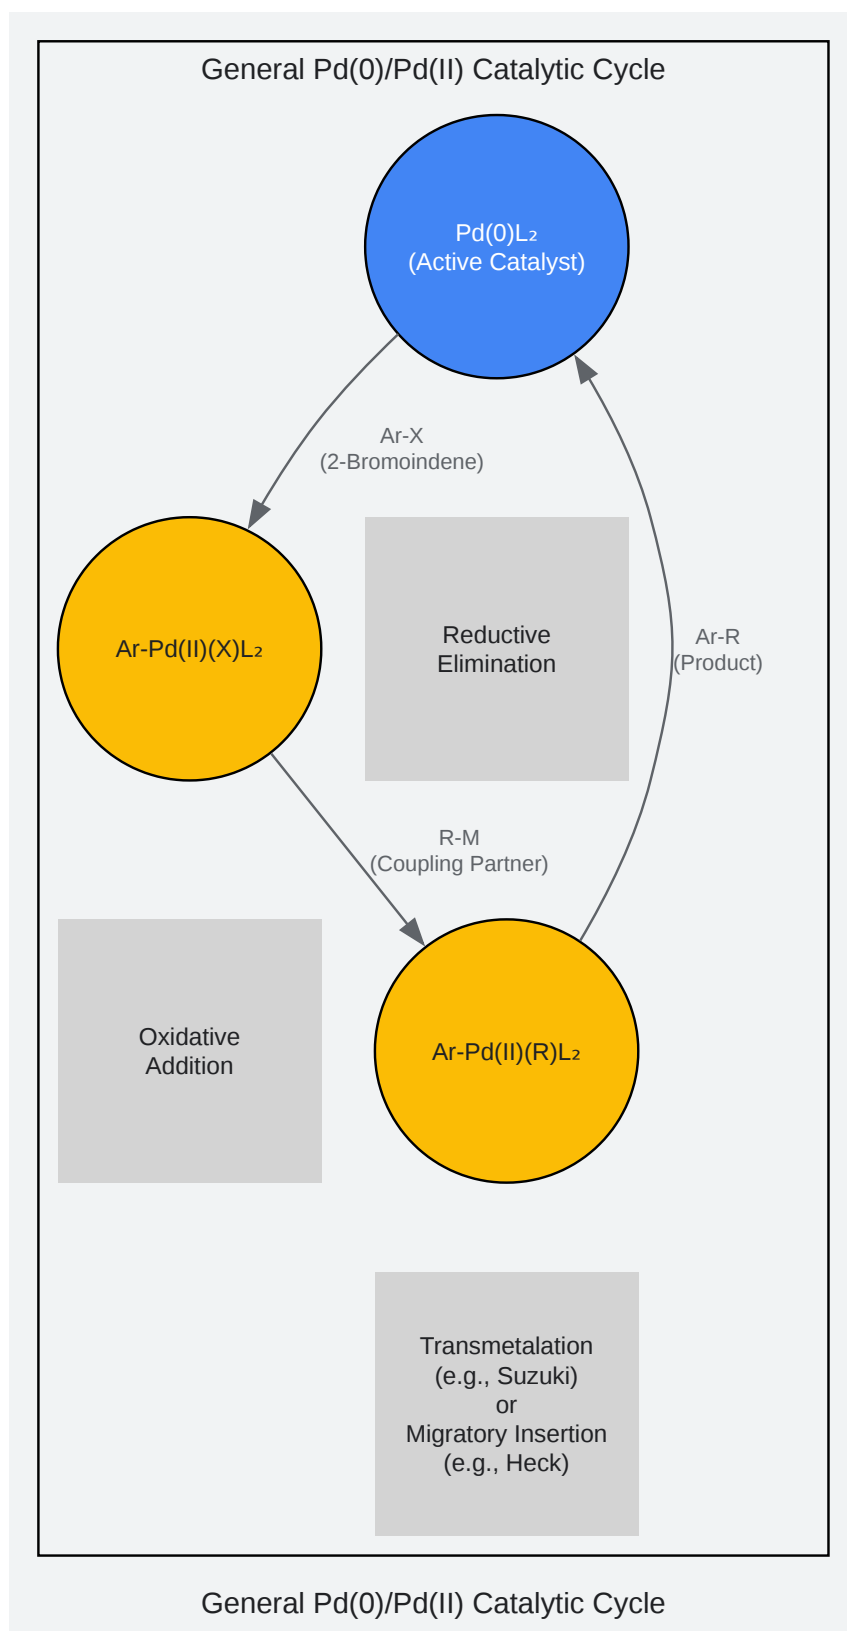 General Pd(0)/Pd(II) Catalytic Cycle
Pd(0)L₂
(Active Catalyst)
Ar-X
(2-Bromoindene)
Ar-Pd(II)(X)L₂
Reductive
Elimination
Ar-R
(Product)
R-M
(Coupling Partner)
Oxidative
Addition
Ar-Pd(II)(R)L₂
Transmetalation
(e.g., Suzuki)
or
Migratory Insertion
(e.g., Heck)
General Pd(0)/Pd(II) Catalytic Cycle